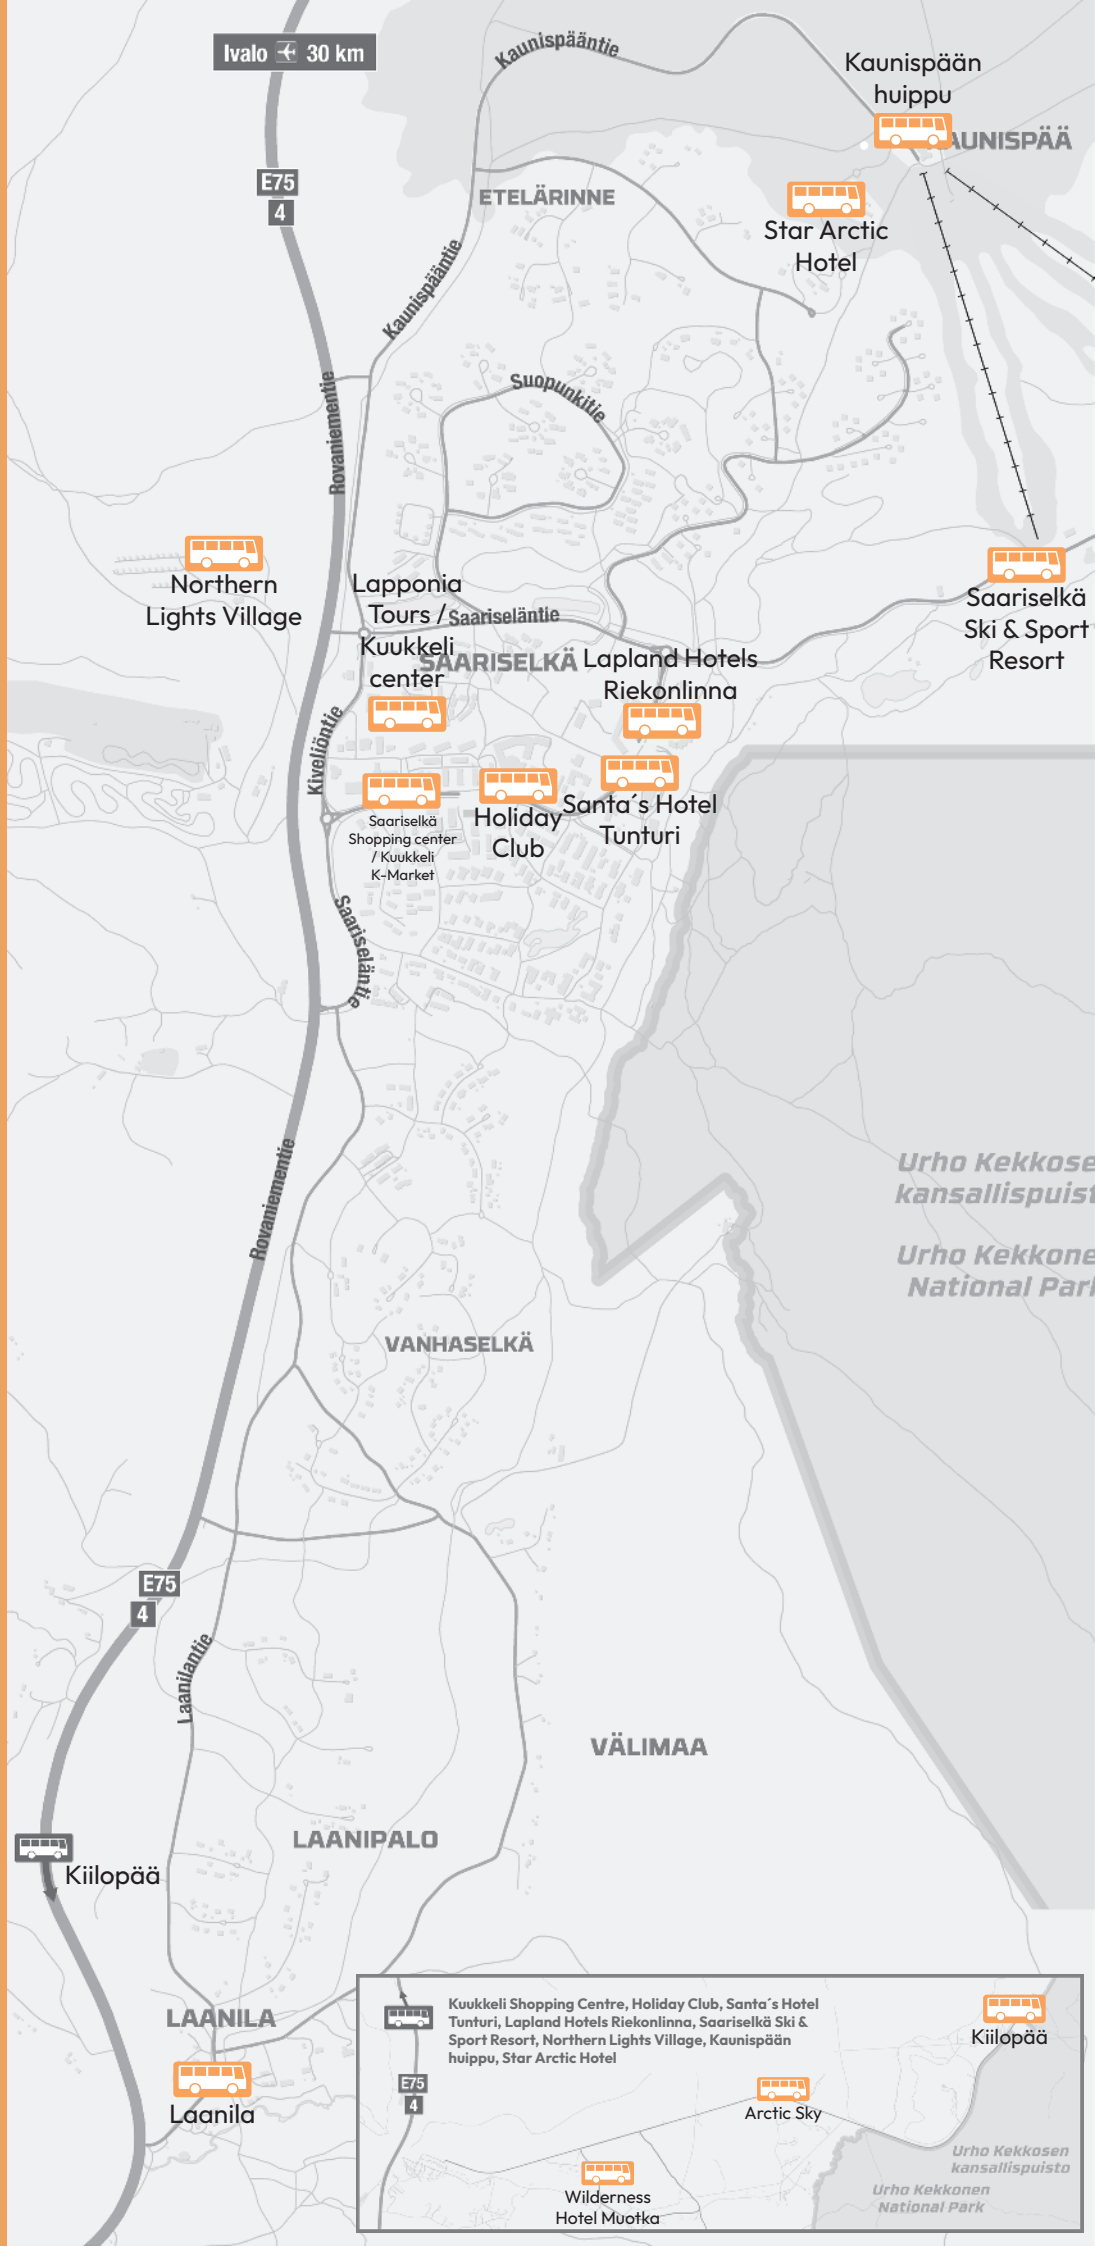 Ivalo 30 km
Kaunispääntie
Kaunispään
huippu
AUNISPÄÄ
E75
4
ETELÄRINNE
Star Arctic
Hotel
Kaunispääntie
Rovaniementie
Suopunkitie
Northern
Lights Village
Lapponia
Tours /
Kuukkeli
center
Saariseläntie
SAARISELKÄ
Lapland Hotels
Riekonlinna
Saariselkä
Ski & Sport
Resort
Kiveliöntie
Saariselkä
Shopping center
/ Kuukkeli
K-Market
Holiday
Club
Santa´s Hotel
Tunturi
Saariseläntie
Rovaniementie
Urho Kekkose
kansallispuist
Urho Kekkone
National Park
VANHASELKÄ
E75
4
Laanilantie
VÄLIMAA
LAANIPALO
Kiilopää
LAANILA
Laanila
Kuukkeli Shopping Centre, Holiday Club, Santa´s Hotel
Tunturi, Lapland Hotels Riekonlinna, Saariselkä Ski &
Sport Resort, Northern Lights Village, Kaunispään
huippu, Star Arctic Hotel
E75
4
Kiilopää
Arctic Sky
Wilderness
Hotel Muotka
Urho Kekkosen
kansallispuisto
Urho Kekkonen
National Park